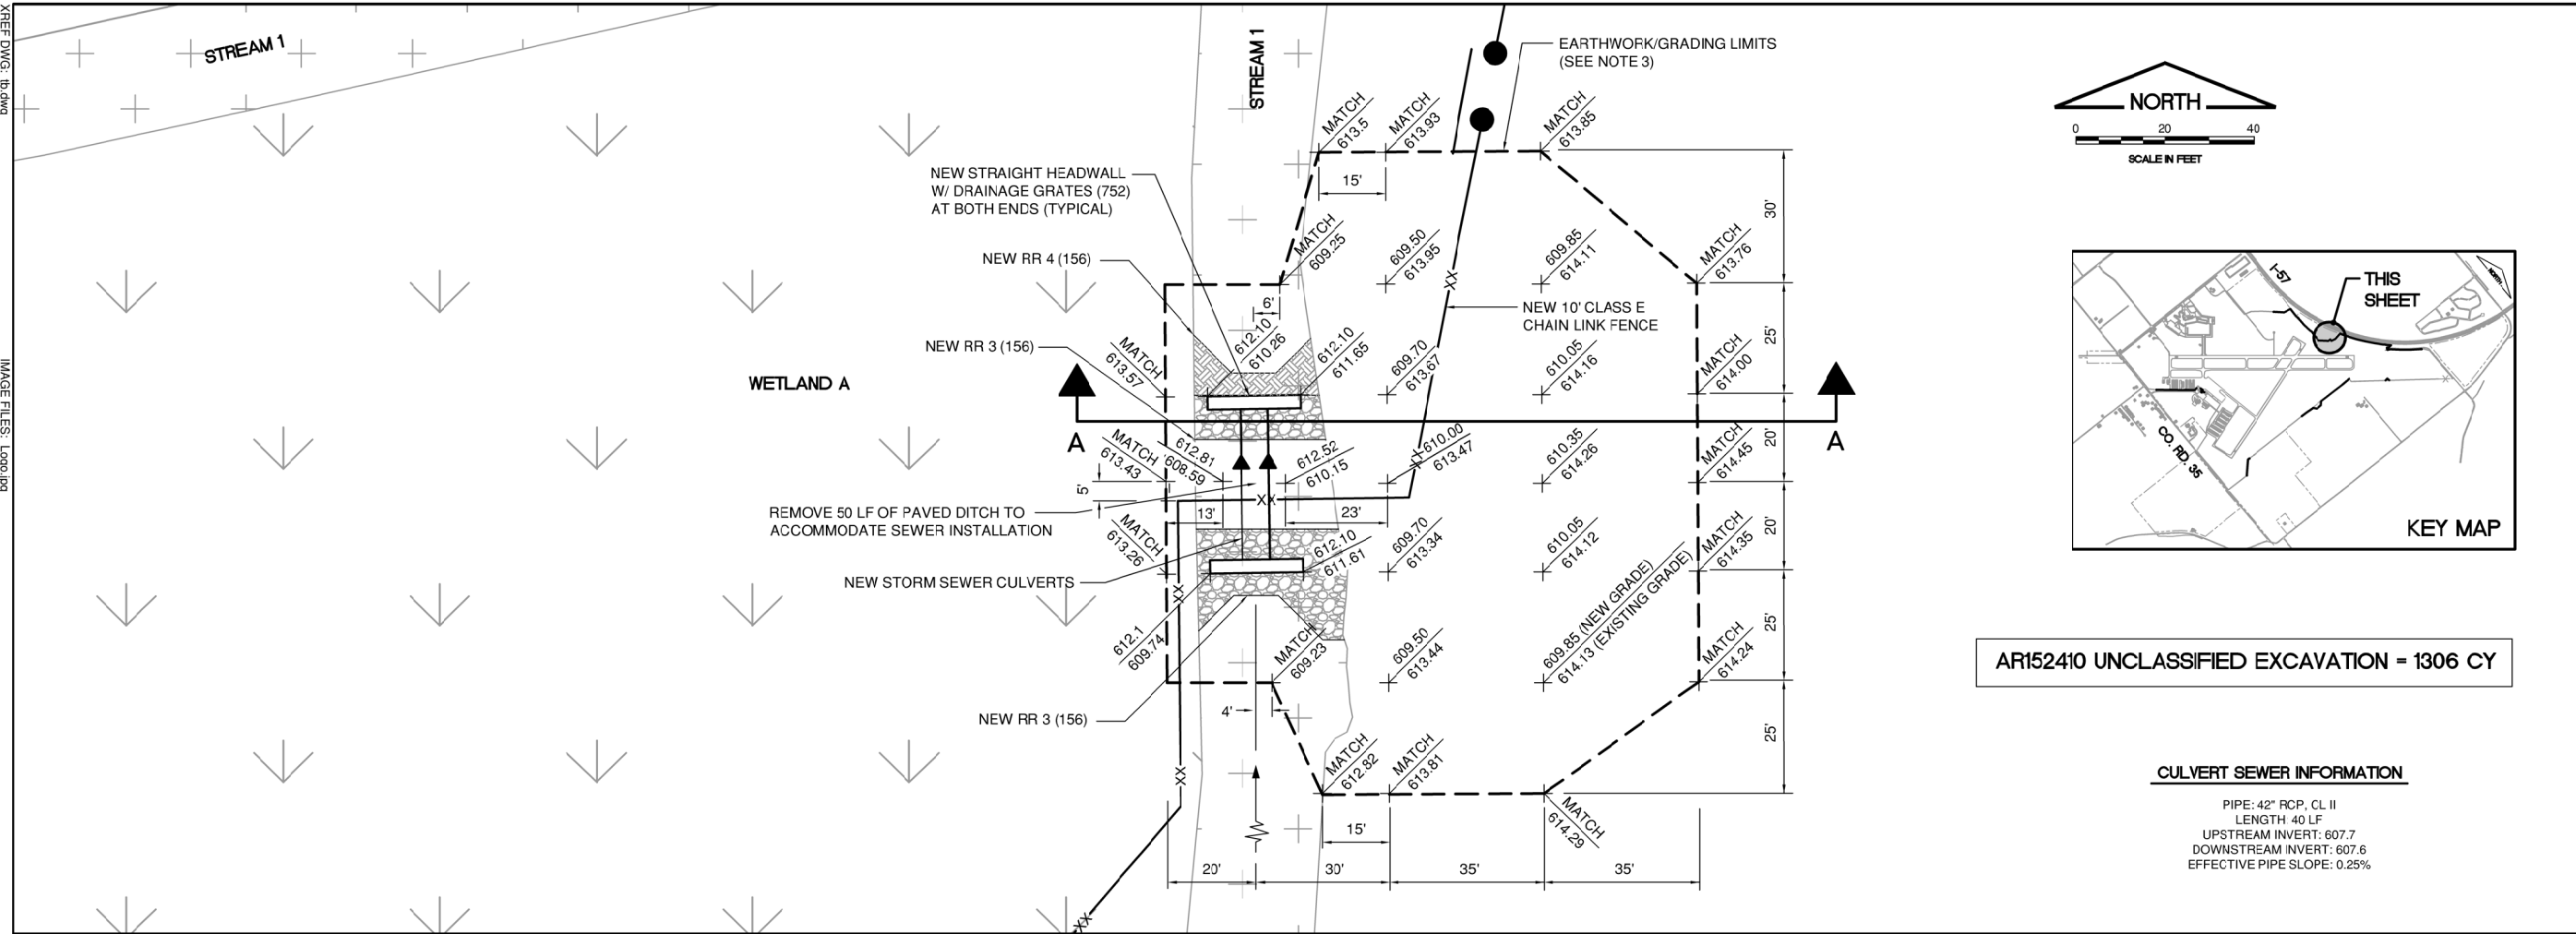 XREF DWG: tb.dwg
IMAGE FILES: Logo.jpg
STREAM 1
STREAM 1
EARTHWORK/GRADING LIMITS
(SEE NOTE 3)
MATCH
613.5
MATCH
613.93
MATCH
613.85
15'
NEW STRAIGHT HEADWALL
W/ DRAINAGE GRATES (752)
AT BOTH ENDS (TYPICAL)
MATCH
609.25
609.50
613.95
609.85
614.11
MATCH
613.76
30'
NEW RR 4 (156)
6'
NEW 10' CLASS E
CHAIN LINK FENCE
XX
612.10
610.26
612.10
611.65
NEW RR 3 (156)
MATCH
613.57
609.70
613.67
610.05
614.16
MATCH
614.00
25'
WETLAND A
A
A
MATCH
613.43
612.81
608.59
612.52
610.15
610.00
613.47
XX
610.35
614.26
MATCH
614.45
20'
5'
XX
REMOVE 50 LF OF PAVED DITCH TO
ACCOMMODATE SEWER INSTALLATION
13'
23'
MATCH
613.26
612.10
611.61
609.70
613.34
610.05
614.12
MATCH
614.35
20'
NEW STORM SEWER CULVERTS
XX
612.1
609.74
MATCH
609.23
609.50
613.44
609.85 (NEW GRADE)
614.13 (EXISTING GRADE)
MATCH
614.24
25'
NEW RR 3 (156)
4'
XX
MATCH
612.82
MATCH
613.81
MATCH
614.29
25'
15'
20'
30'
35'
35'
XX
NORTH
0 20 40
SCALE IN FEET
I-57
THIS
SHEET
NORTH
CO. RD. 35
KEY MAP
AR152410 UNCLASSIFIED EXCAVATION = 1306 CY
CULVERT SEWER INFORMATION
PIPE: 42" RCP, CL II
LENGTH 40 LF
UPSTREAM INVERT: 607.7
DOWNSTREAM INVERT: 607.6
EFFECTIVE PIPE SLOPE: 0.25%